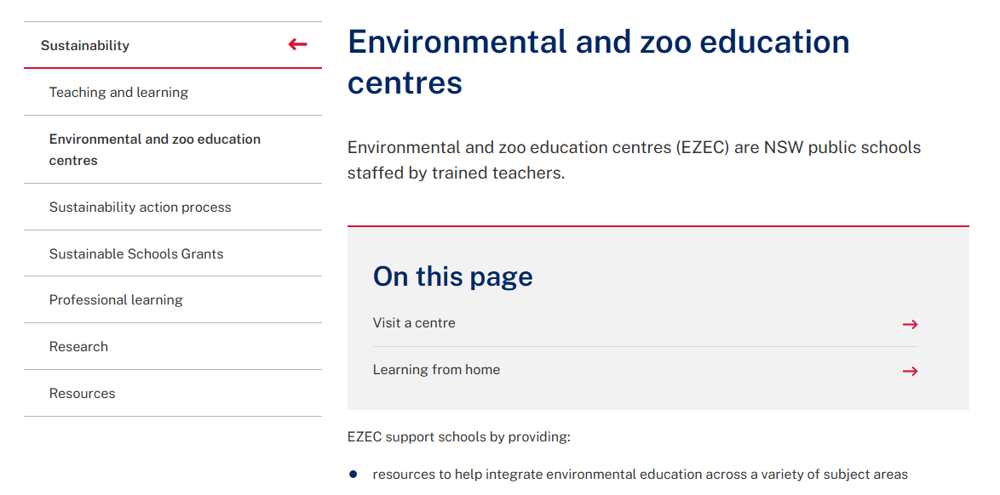 Sustainability
Teaching and learning
Environmental and zoo education
centres
Sustainability action process
Sustainable Schools Grants
Professional learning
Research
Resources
Environmental and zoo education
centres
Environmental and zoo education centres (EZEC) are NSW public schools
staffed by trained teachers.
On this page
Visit a centre
Learning from home
EZEC support schools by providing:
resources to help integrate environmental education across a variety of subject areas